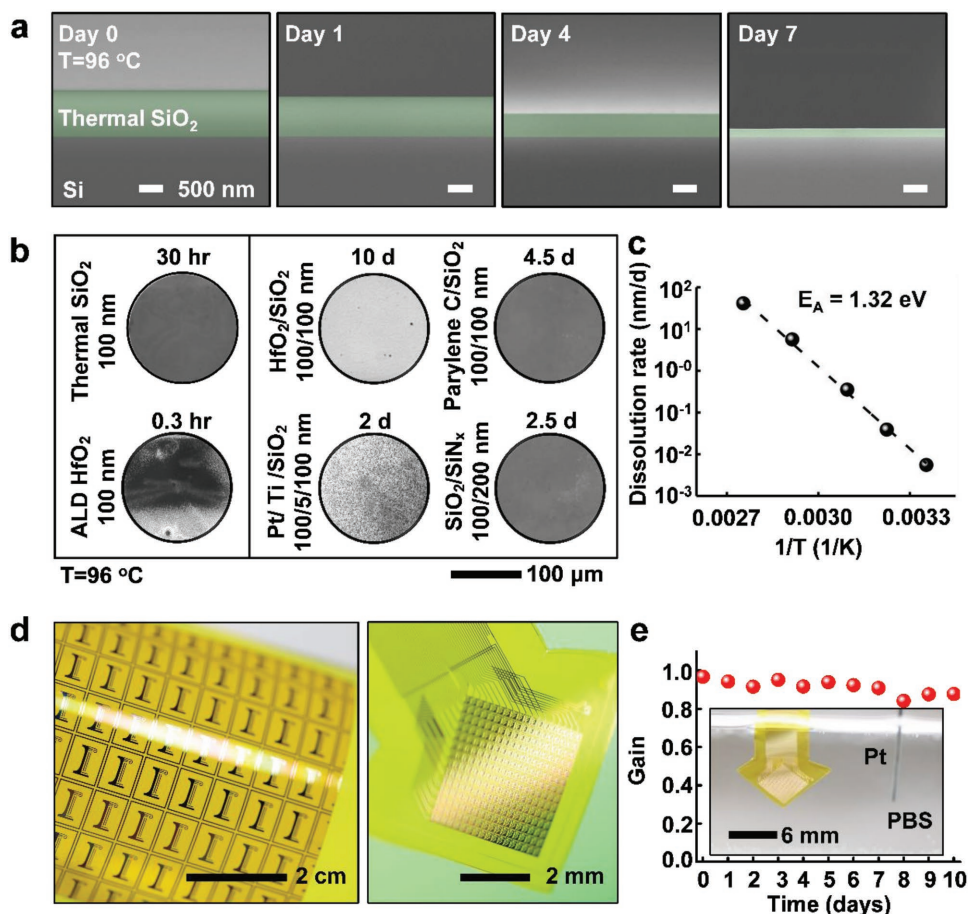 a
Day 0
T=96 °C
Thermal SiO₂
Si
500 nm
Day 1
Day 4
Day 7
b
Thermal SiO₂
100 nm
30 hr
ALD HfO₂
100 nm
0.3 hr
HfO₂/SiO₂
100/100 nm
10 d
Pt/ Ti /SiO₂
100/5/100 nm
2 d
Parylene C/SiO₂
100/100 nm
4.5 d
SiO₂/SiNₓ
100/200 nm
2.5 d
T=96 °C
100 µm
c
Dissolution rate (nm/d)
10²
10¹
10⁻⁰
10⁻¹
10⁻²
10⁻³
E_A = 1.32 eV
0.0027
0.0030
0.0033
1/T (1/K)
d
2 cm
2 mm
e
Gain
1.0
0.8
0.6
0.4
0.2
0.0
Pt
PBS
6 mm
0 1 2 3 4 5 6 7 8 9 10
Time (days)